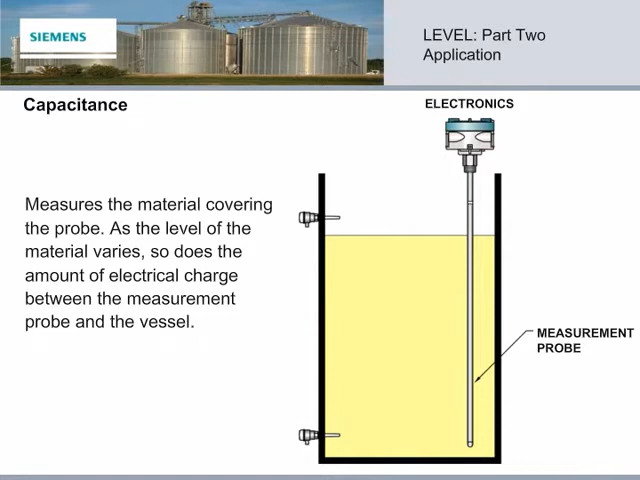 SIEMENS
LEVEL: Part Two
Application
Capacitance
ELECTRONICS
Measures the material covering
the probe. As the level of the
material varies, so does the
amount of electrical charge
between the measurement
probe and the vessel.
MEASUREMENT
PROBE